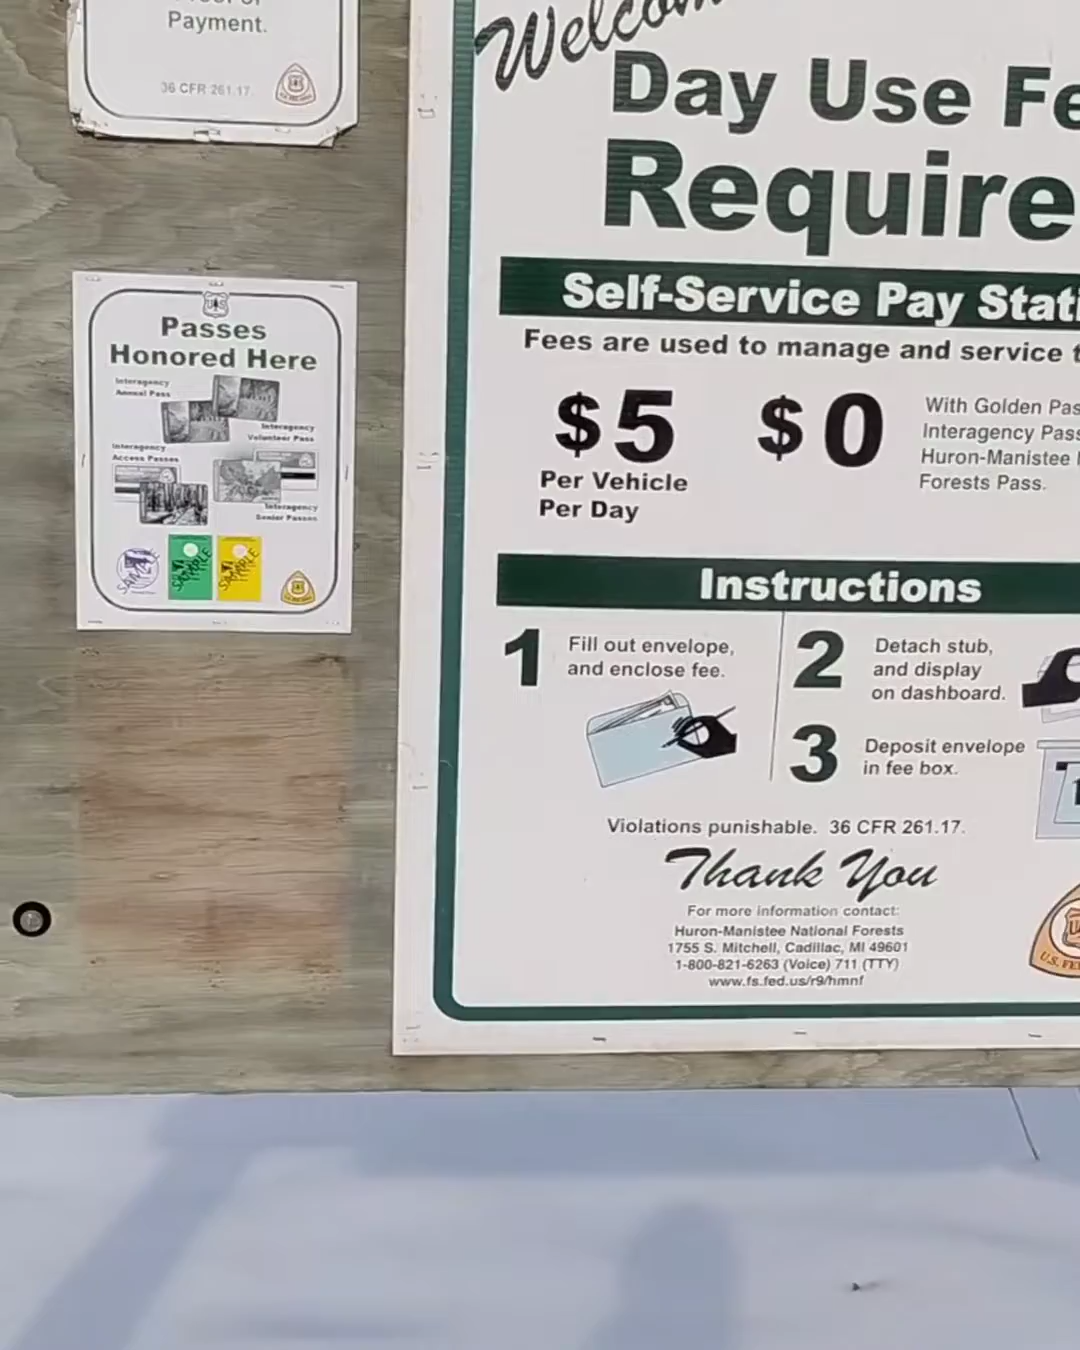 Payment.
36 CFR 261.17.
Passes
Honored Here
Interagency
Annual Pass
Interagency
Volunteer Pass
Interagency
Access Passes
Interagency
Senior Passes
SAMPLE
SAMPLE
SAMPLE
Welcom
Day Use Fe
Require
Self-Service Pay Stati
Fees are used to manage and service t
$5
Per Vehicle
Per Day
$0
With Golden Pas
Interagency Pass
Huron-Manistee
Forests Pass.
Instructions
1
Fill out envelope,
and enclose fee.
2
Detach stub,
and display
on dashboard.
3
Deposit envelope
in fee box.
Violations punishable. 36 CFR 261.17.
Thank You
For more information contact:
Huron-Manistee National Forests
1755 S. Mitchell, Cadillac, MI 49601
1-800-821-6263 (Voice) 711 (TTY)
www.fs.fed.us/r9/hmnf
U.S. FE